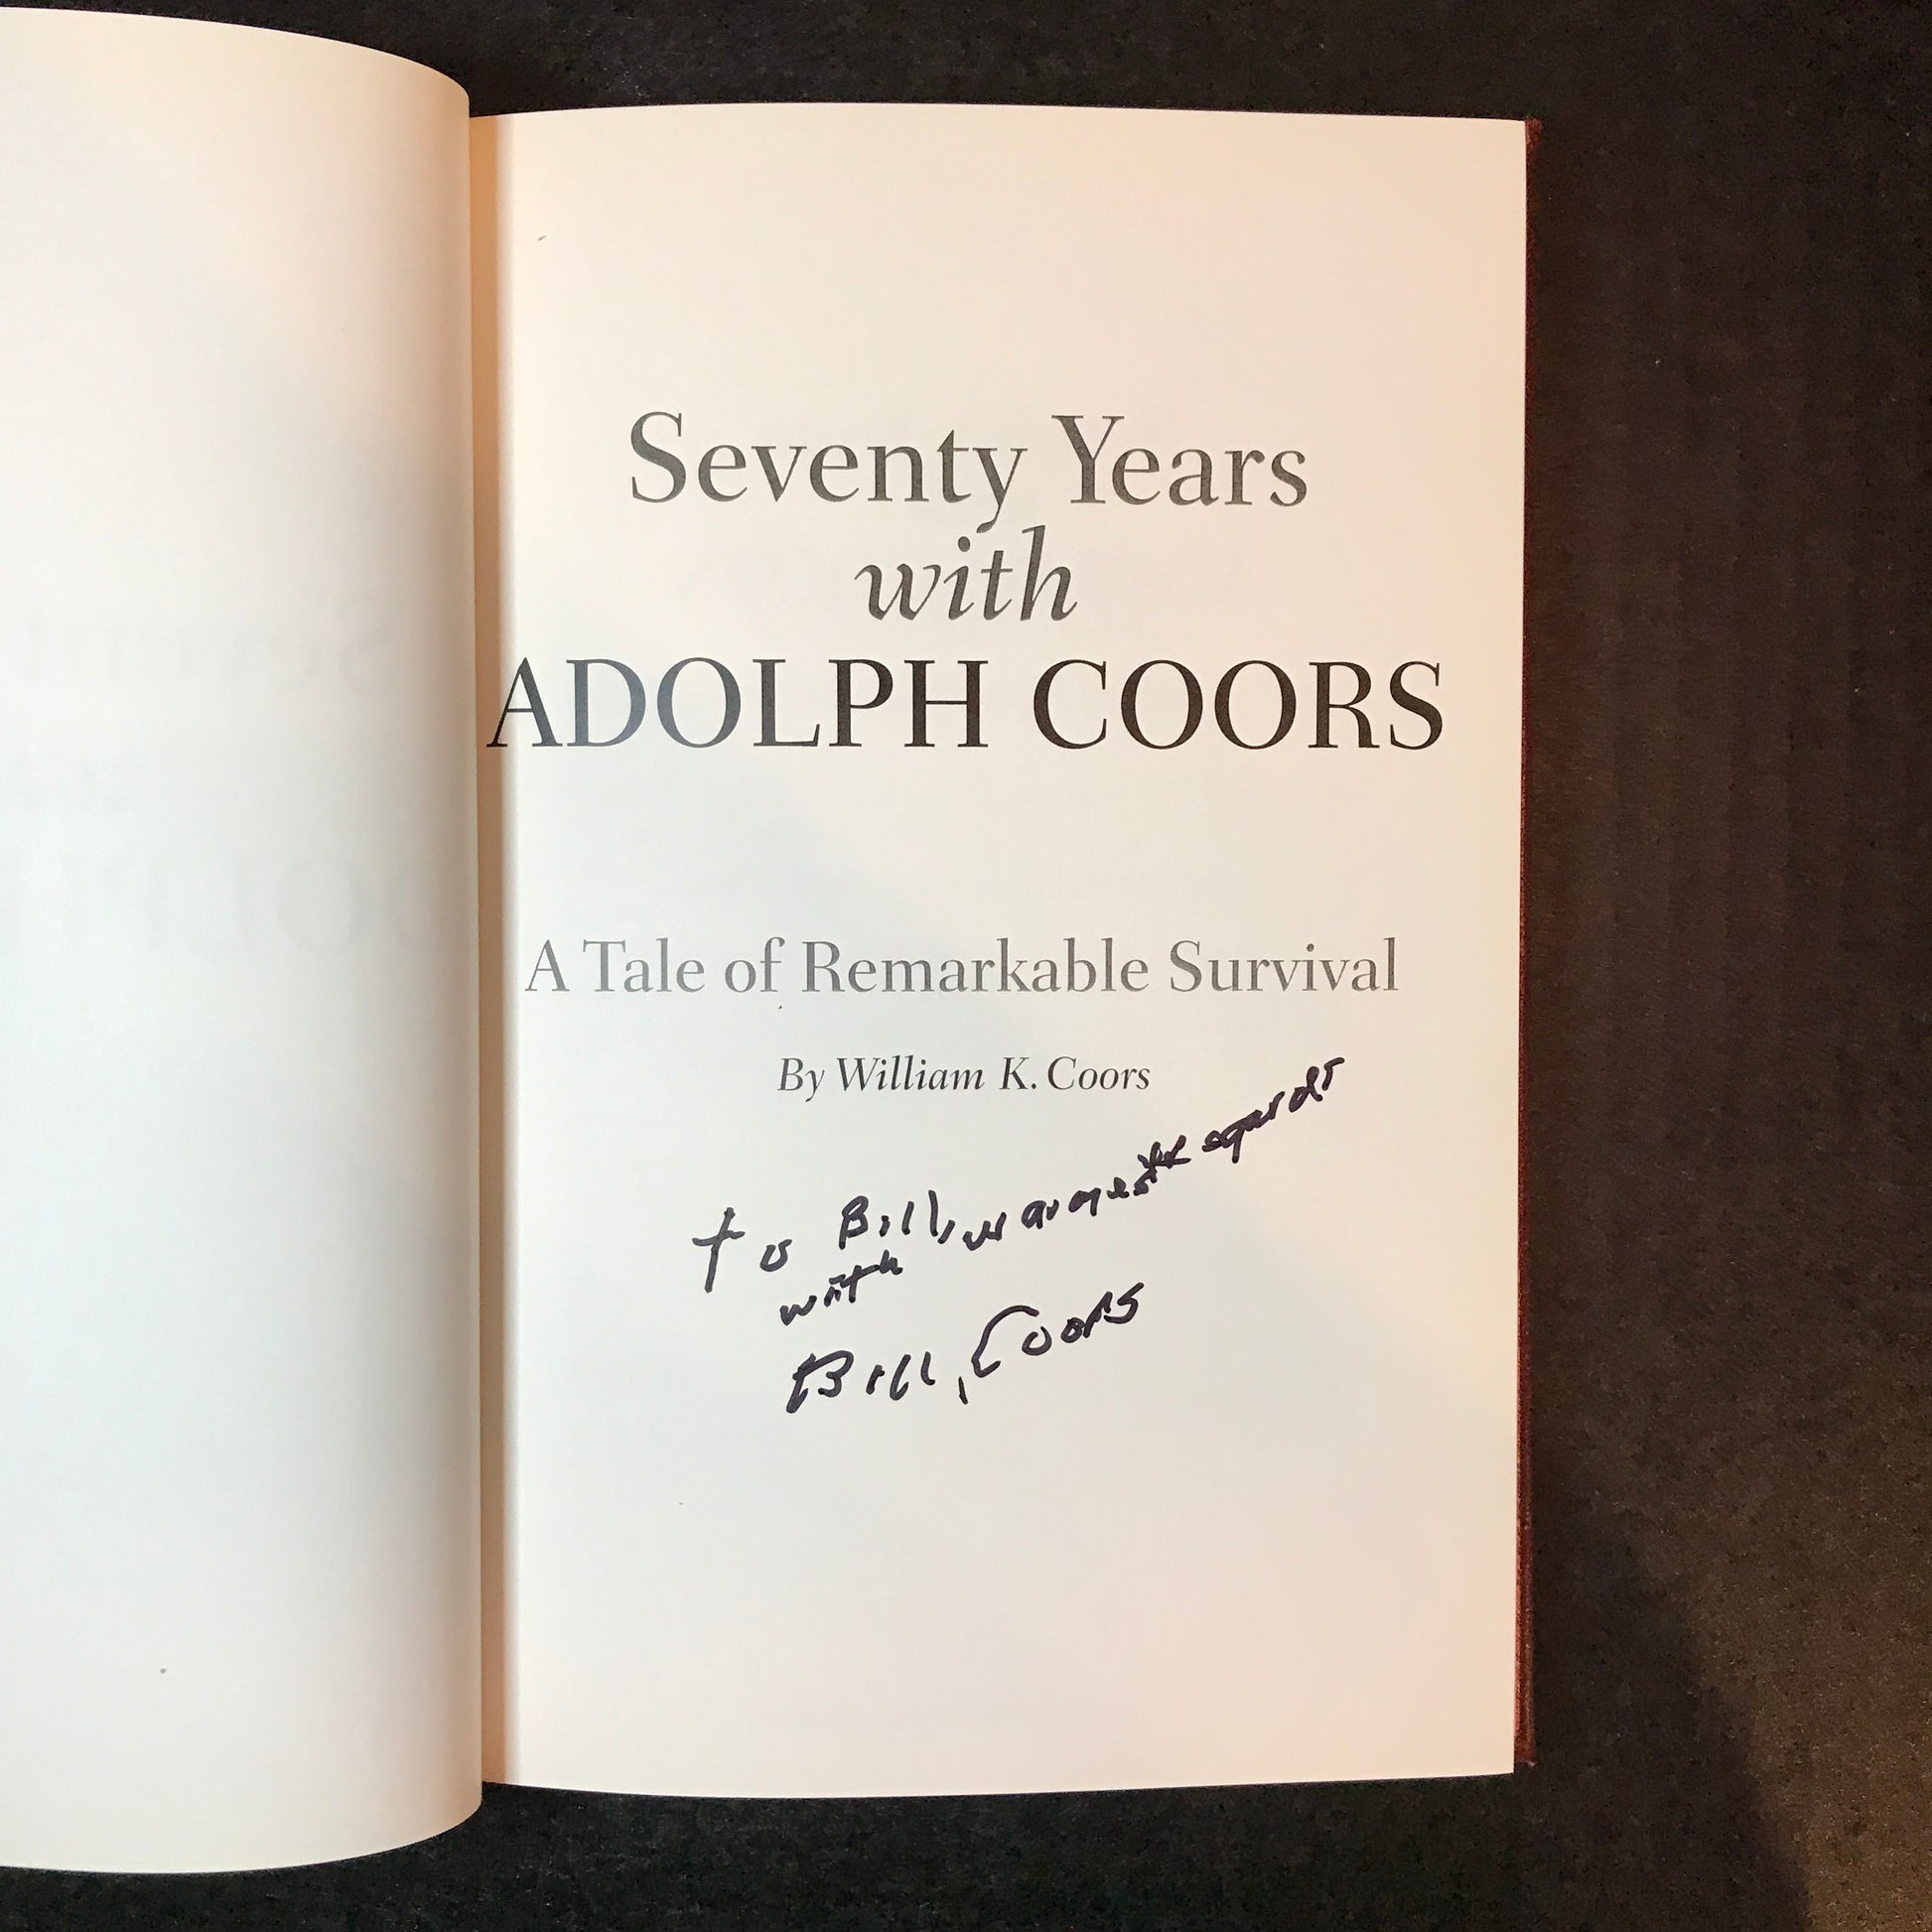 Seventy Years
with
ADOLPH COORS
A Tale of Remarkable Survival
By William K. Coors
To Bill, warmest regards
with
Bill Coors